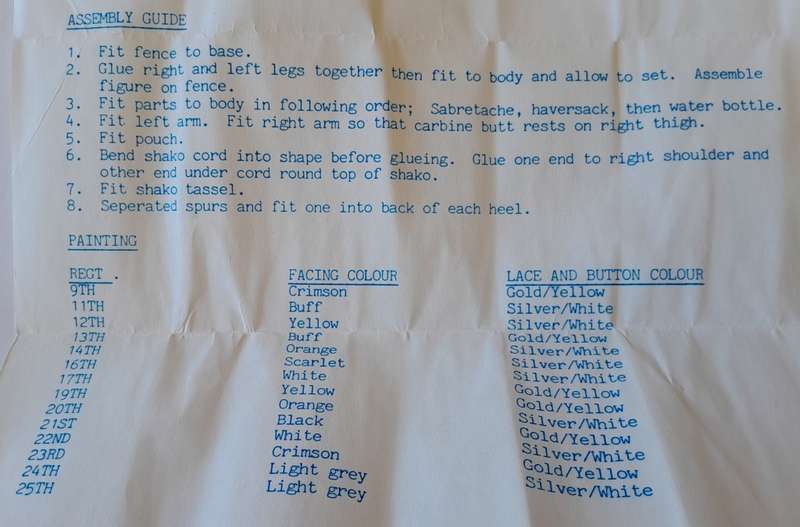 ASSEMBLY GUIDE
1. Fit fence to base.
2. Glue right and left legs together then fit to body and allow to set. Assemble
figure on fence.
3. Fit parts to body in following order; Sabretache, haversack, then water bottle.
4. Fit left arm. Fit right arm so that carbine butt rests on right thigh.
5. Fit pouch.
6. Bend shako cord into shape before glueing. Glue one end to right shoulder and
other end under cord round top of shako.
7. Fit shako tassel.
8. Seperated spurs and fit one into back of each heel.
PAINTING
REGT . FACING COLOUR LACE AND BUTTON COLOUR
9TH Crimson Gold/Yellow
11TH Buff Silver/White
12TH Yellow Silver/White
13TH Buff Gold/Yellow
14TH Orange Silver/White
16TH Scarlet Silver/White
17TH White Silver/White
19TH Yellow Gold/Yellow
20TH Orange Gold/Yellow
21ST Black Silver/White
22ND White Gold/Yellow
23RD Crimson Silver/White
24TH Light grey Gold/Yellow
25TH Light grey Silver/White